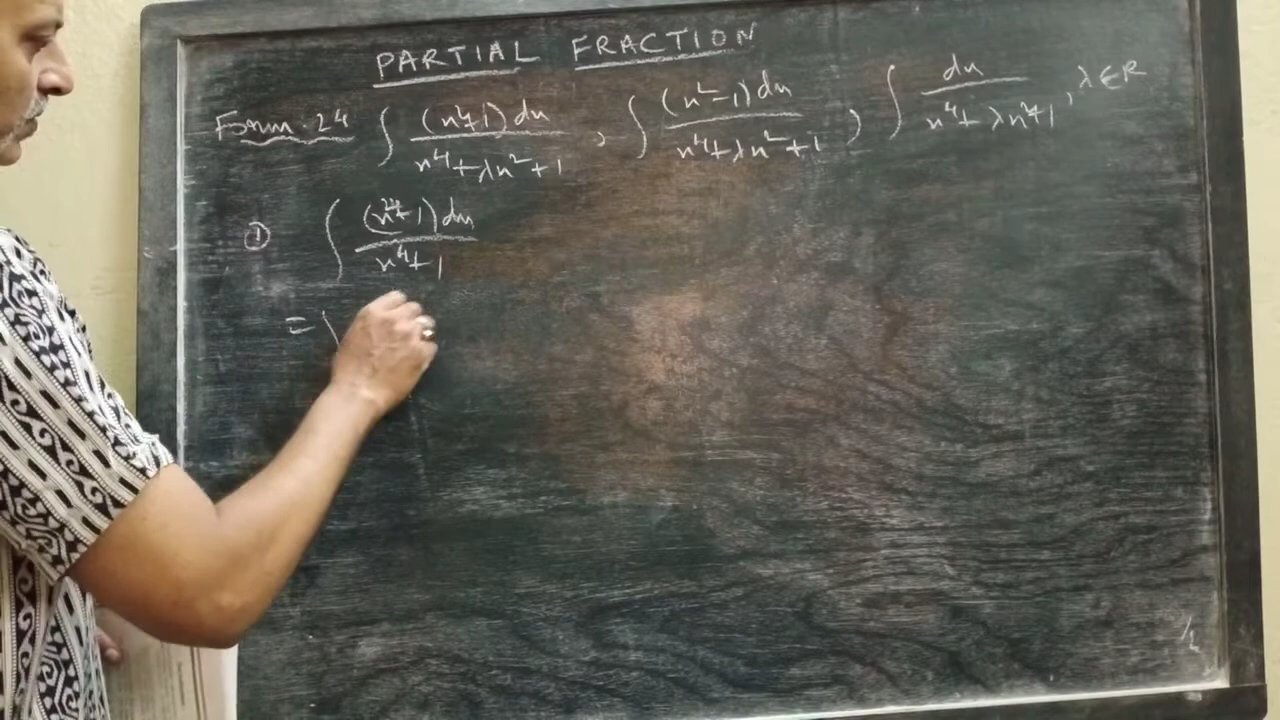 PARTIAL FRACTION
Form. 24 ∫ (x²+1) dx / x⁴+λx²+1 , ∫ (x²-1) dx / x⁴+λx²+1 , ∫ dx / x⁴+λx²+1 , λ∈R
① ∫ (x²+1) dx / x⁴+1
= ∫